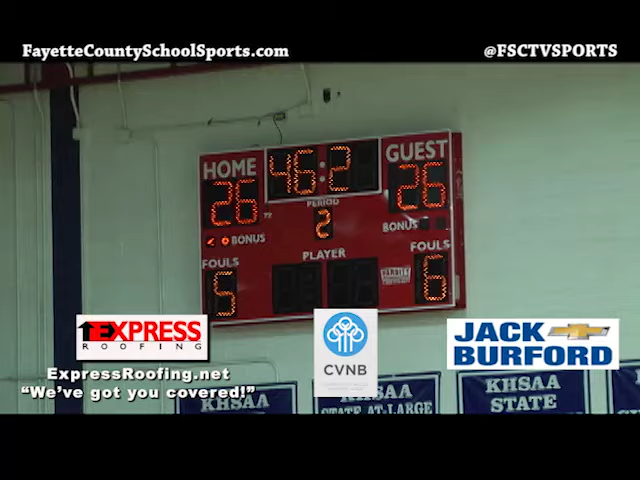 FayetteCountySchoolSports.com
@FSCTVSPORTS
HOME
46:2
GUEST
26
26
PERIOD
2
BONUS
BONUS
FOULS
PLAYER
FOULS
5
6
EXPRESS
ROOFING
ExpressRoofing.net
"We've got you covered!"
CVNB
JACK
BURFORD
KHSAA
KHSAA
STATE AT-LARGE
KHSAA
STATE